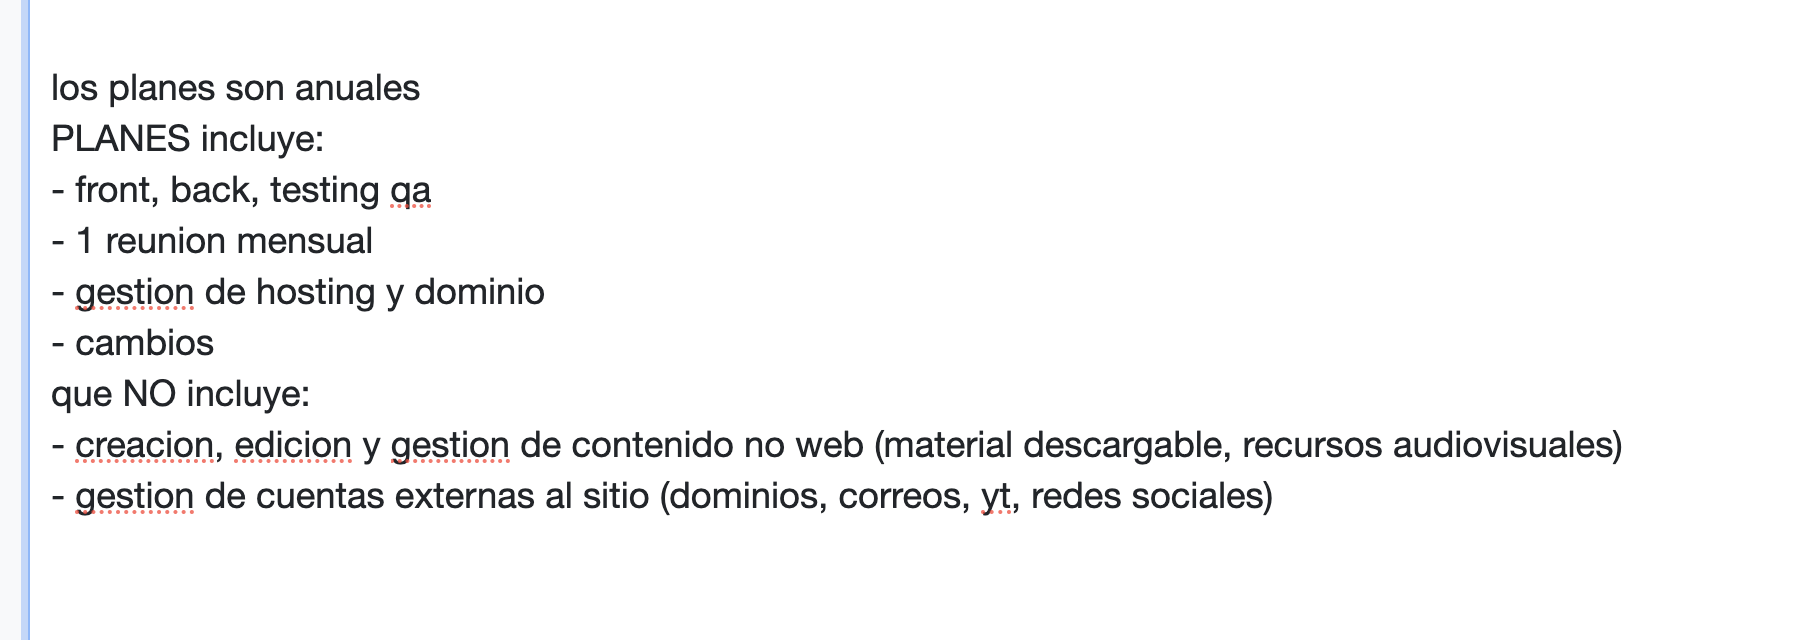 los planes son anuales
PLANES incluye:
- front, back, testing qa
- 1 reunion mensual
- gestion de hosting y dominio
- cambios
que NO incluye:
- creacion, edicion y gestion de contenido no web (material descargable, recursos audiovisuales)
- gestion de cuentas externas al sitio (dominios, correos, yt, redes sociales)